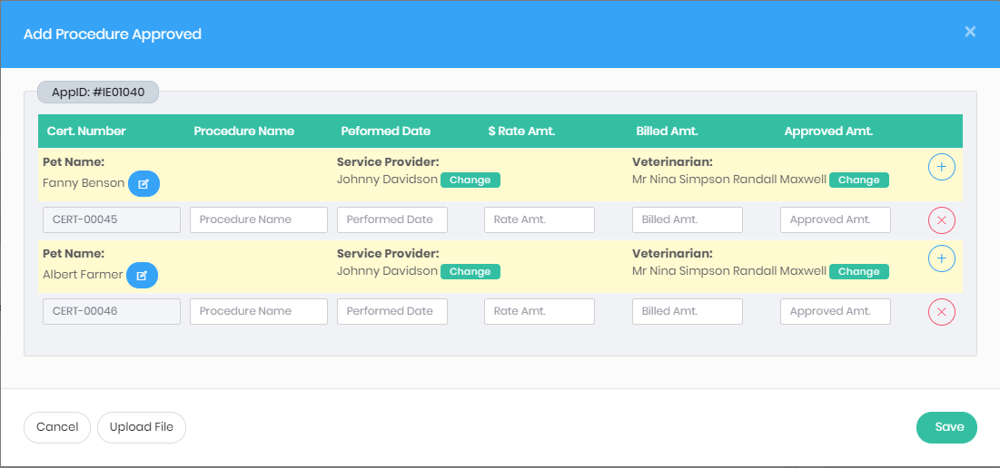 Add Procedure Approved
AppID: #IE01040
Cert. Number Procedure Name Peformed Date $ Rate Amt. Billed Amt. Approved Amt.
Pet Name: Service Provider: Veterinarian:
Fanny Benson Johnny Davidson Change Mr Nina Simpson Randall Maxwell Change
CERT-00045 Procedure Name Performed Date Rate Amt. Billed Amt. Approved Amt.
Pet Name: Service Provider: Veterinarian:
Albert Farmer Johnny Davidson Change Mr Nina Simpson Randall Maxwell Change
CERT-00046 Procedure Name Performed Date Rate Amt. Billed Amt. Approved Amt.
Cancel Upload File Save